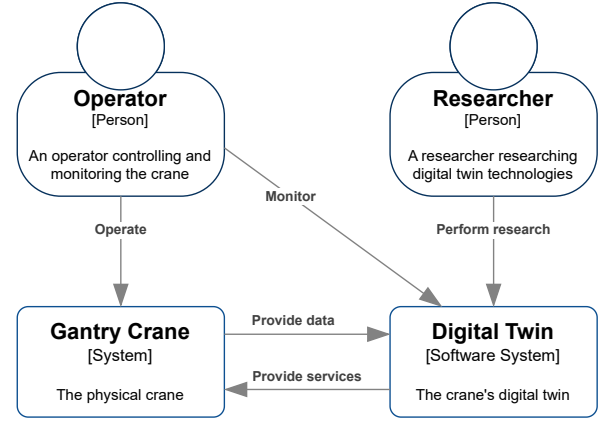 Operator
[Person]
An operator controlling and
monitoring the crane
Researcher
[Person]
A researcher researching
digital twin technologies
Monitor
Operate
Perform research
Gantry Crane
[System]
The physical crane
Provide data
Provide services
Digital Twin
[Software System]
The crane's digital twin